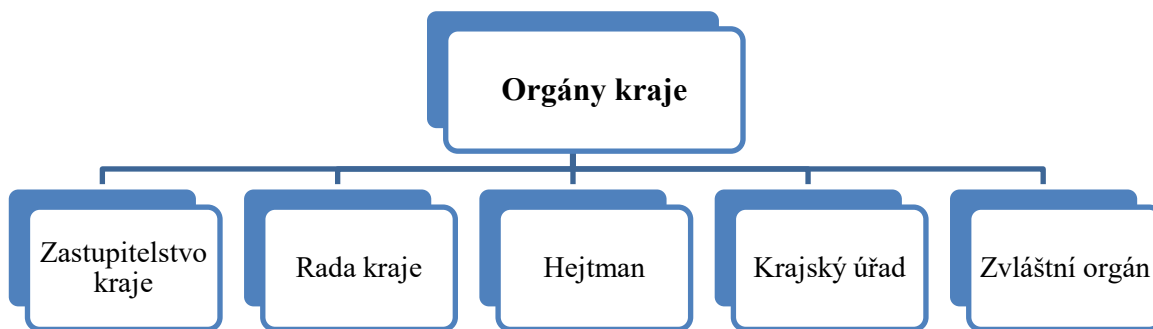 Orgány kraje
Zastupitelstvo
kraje
Rada kraje
Hejtman
Krajský úřad
Zvláštní orgán